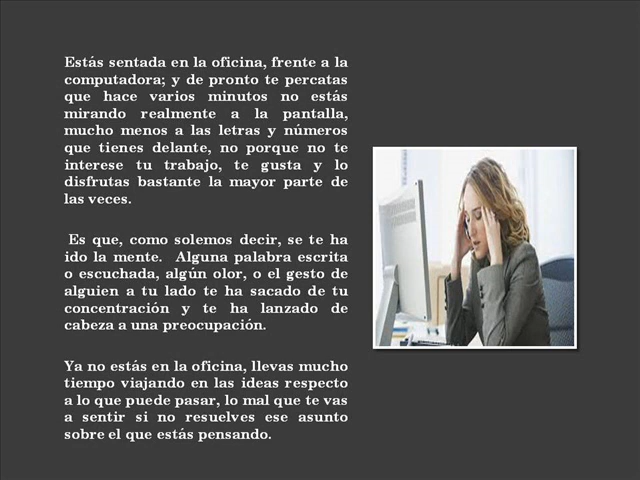 Estás sentada en la oficina, frente a la
computadora; y de pronto te percatas
que hace varios minutos no estás
mirando realmente a la pantalla,
mucho menos a las letras y números
que tienes delante, no porque no te
interese tu trabajo, te gusta y lo
disfrutas bastante la mayor parte de
las veces.
Es que, como solemos decir, se te ha
ido la mente. Alguna palabra escrita
o escuchada, algún olor, o el gesto de
alguien a tu lado te ha sacado de tu
concentración y te ha lanzado de
cabeza a una preocupación.
Ya no estás en la oficina, llevas mucho
tiempo viajando en las ideas respecto
a lo que puede pasar, lo mal que te vas
a sentir si no resuelves ese asunto
sobre el que estás pensando.